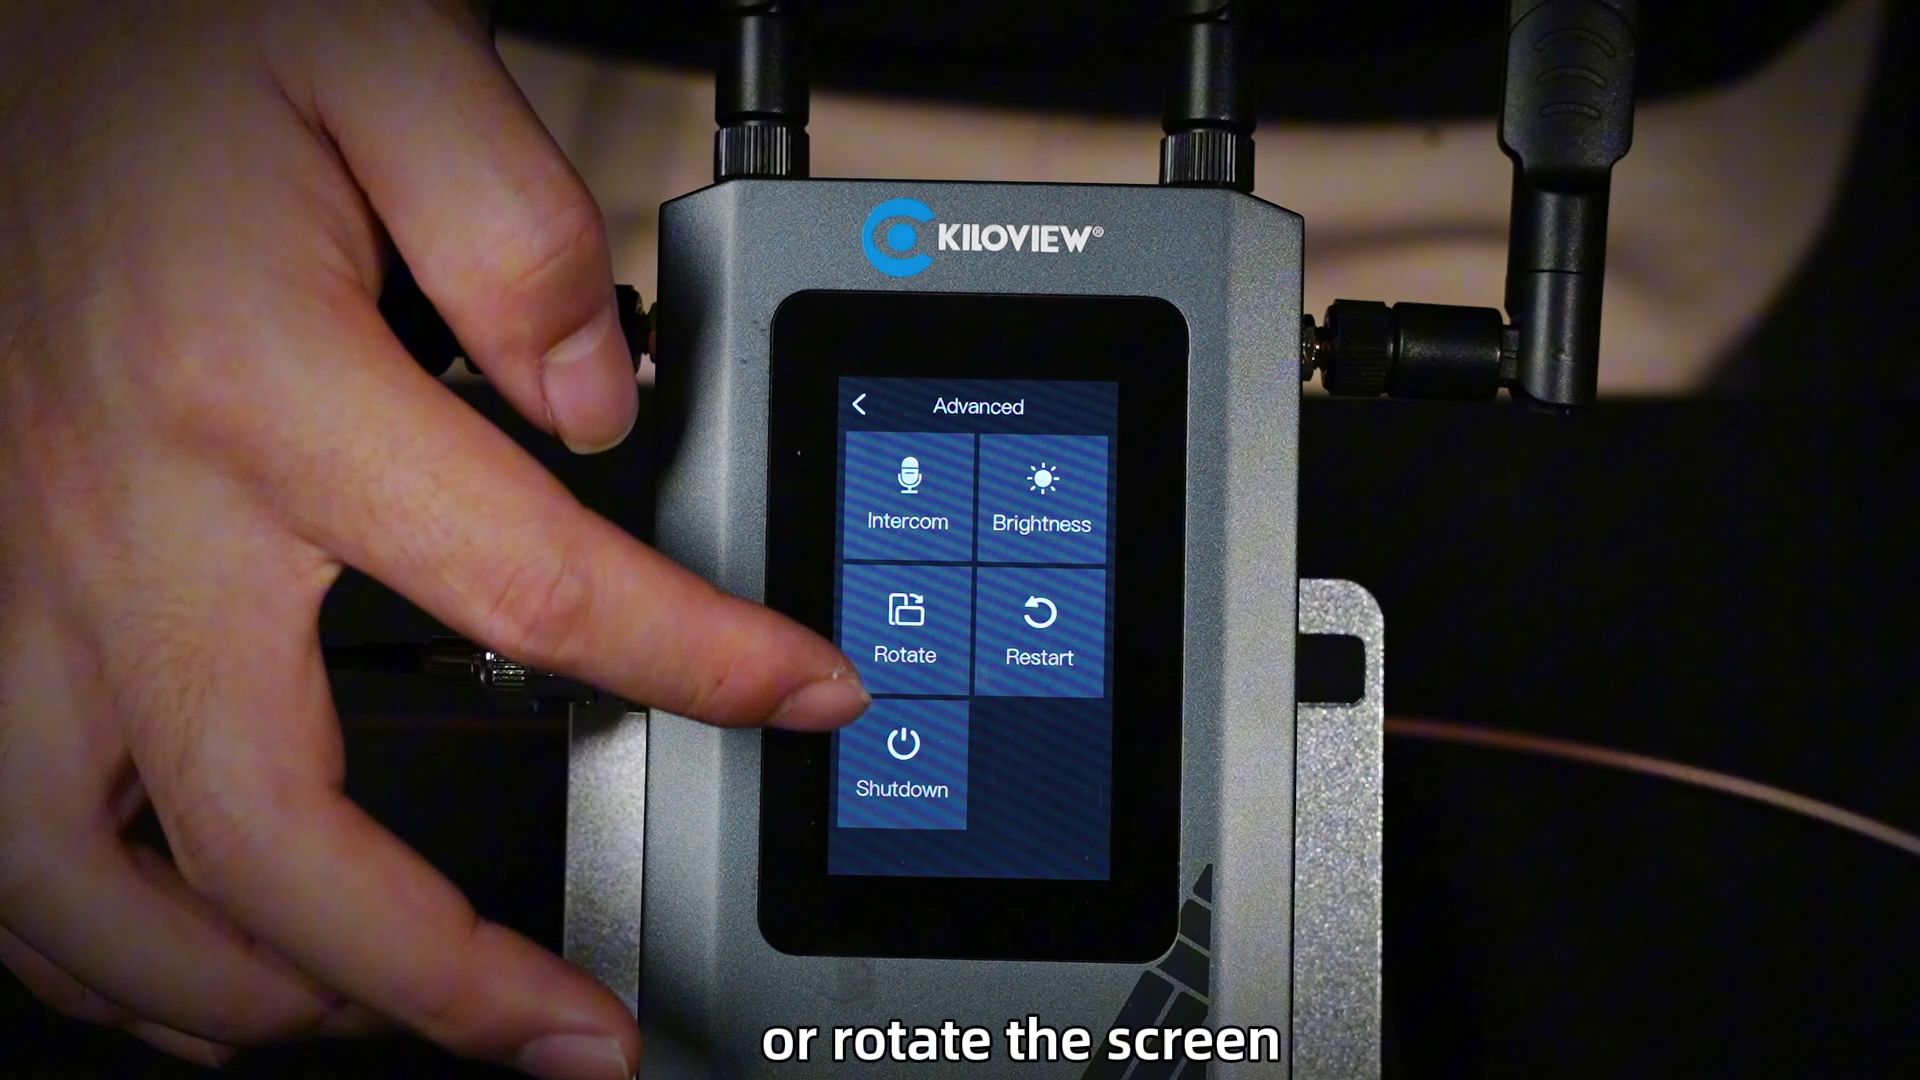 KILOVIEW®
Advanced
Intercom
Brightness
Rotate
Restart
Shutdown
or rotate the screen